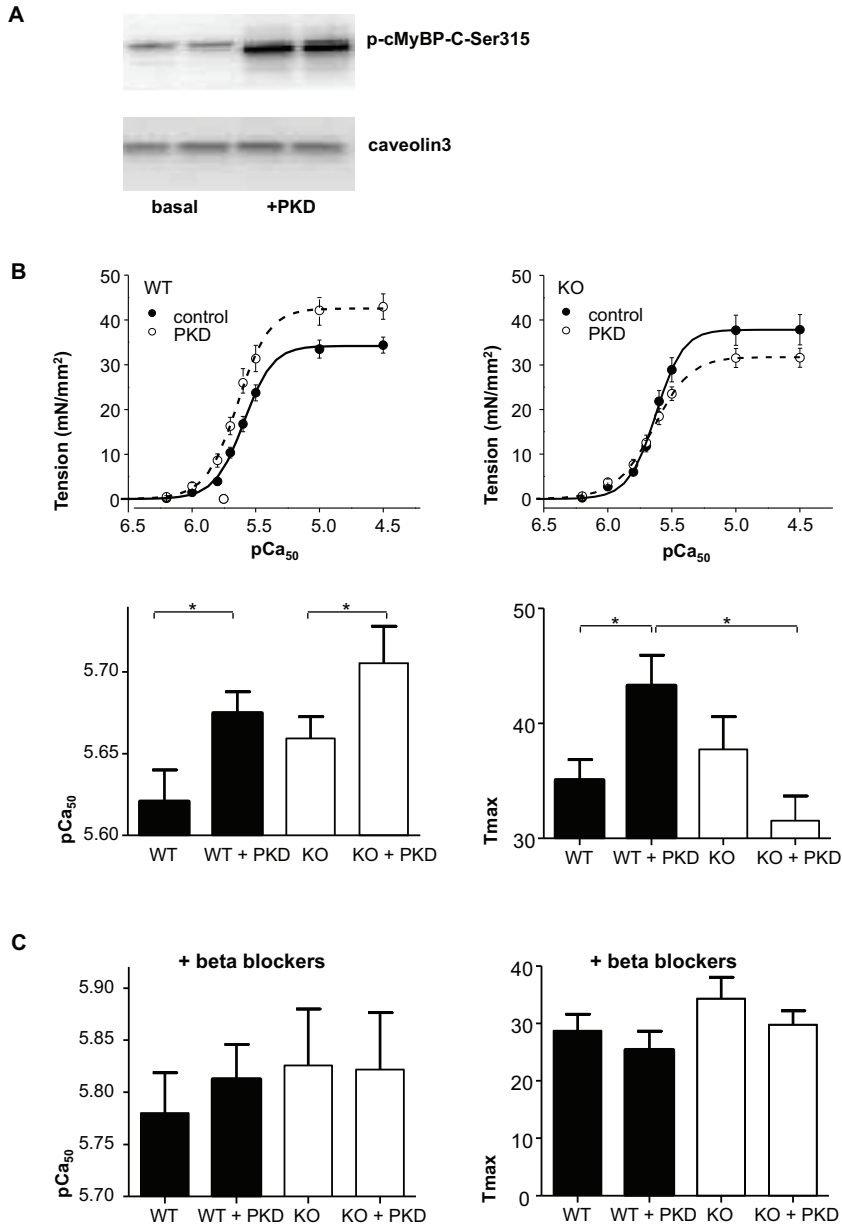 A
p-cMyBP-C-Ser315
caveolin3
basal +PKD
B
WT
control
PKD
Tension (mN/mm²)
50
40
30
20
10
0
6.5 6.0 5.5 5.0 4.5
pCa₅₀
KO
control
PKD
Tension (mN/mm²)
50
40
30
20
10
0
6.5 6.0 5.5 5.0 4.5
pCa₅₀
* *
pCa₅₀
5.70
5.65
5.60
WT WT + PKD KO KO + PKD
* *
Tmax
50
40
30
WT WT + PKD KO KO + PKD
C
+ beta blockers
pCa₅₀
5.90
5.85
5.80
5.75
5.70
WT WT + PKD KO KO + PKD
+ beta blockers
Tmax
40
30
20
10
0
WT WT + PKD KO KO + PKD